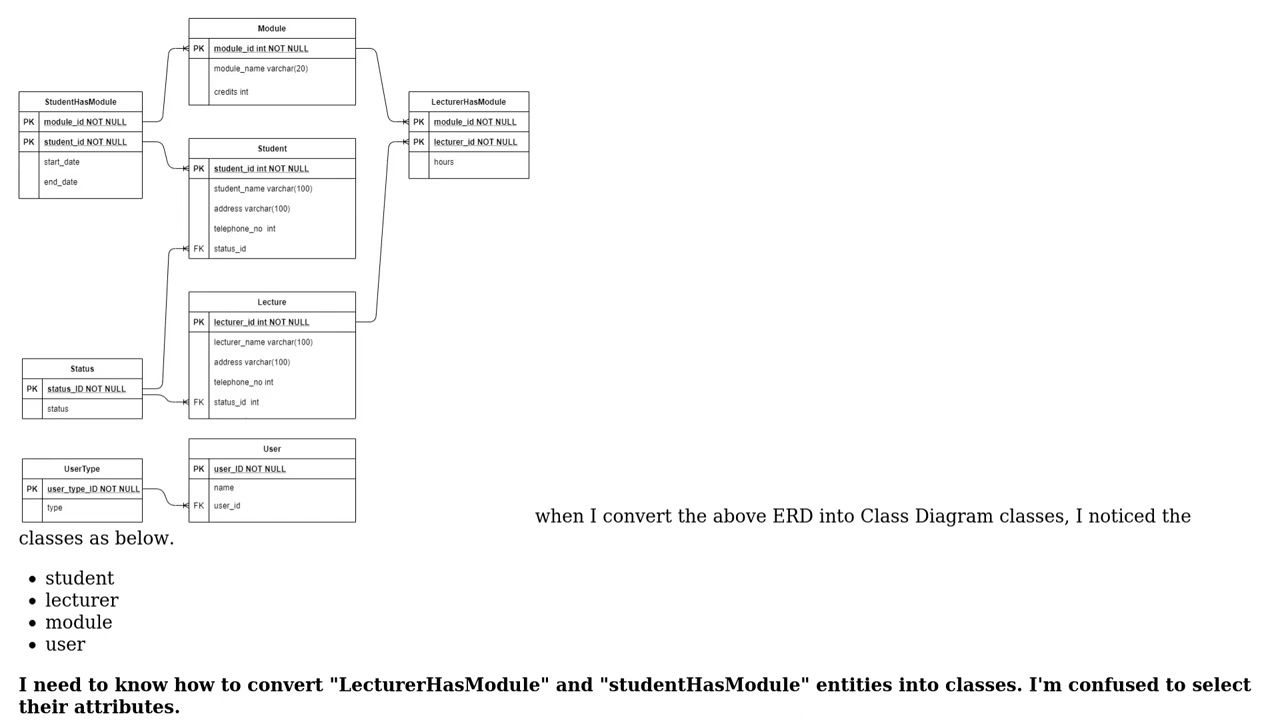 Module
PK module_id int NOT NULL
module_name varchar(20)
credits int
StudentHasModule
PK module_id NOT NULL
PK student_id NOT NULL
start_date
end_date
LecturerHasModule
PK module_id NOT NULL
PK lecturer_id NOT NULL
hours
Student
PK student_id int NOT NULL
student_name varchar(100)
address varchar(100)
telephone_no int
FK status_id
Lecture
PK lecturer_id int NOT NULL
lecturer_name varchar(100)
address varchar(100)
telephone_no int
FK status_id int
Status
PK status_ID NOT NULL
status
UserType
PK user_type_ID NOT NULL
type
User
PK user_ID NOT NULL
name
FK user_id
when I convert the above ERD into Class Diagram classes, I noticed the
classes as below.
• student
• lecturer
• module
• user
I need to know how to convert "LecturerHasModule" and "studentHasModule" entities into classes. I'm confused to select
their attributes.